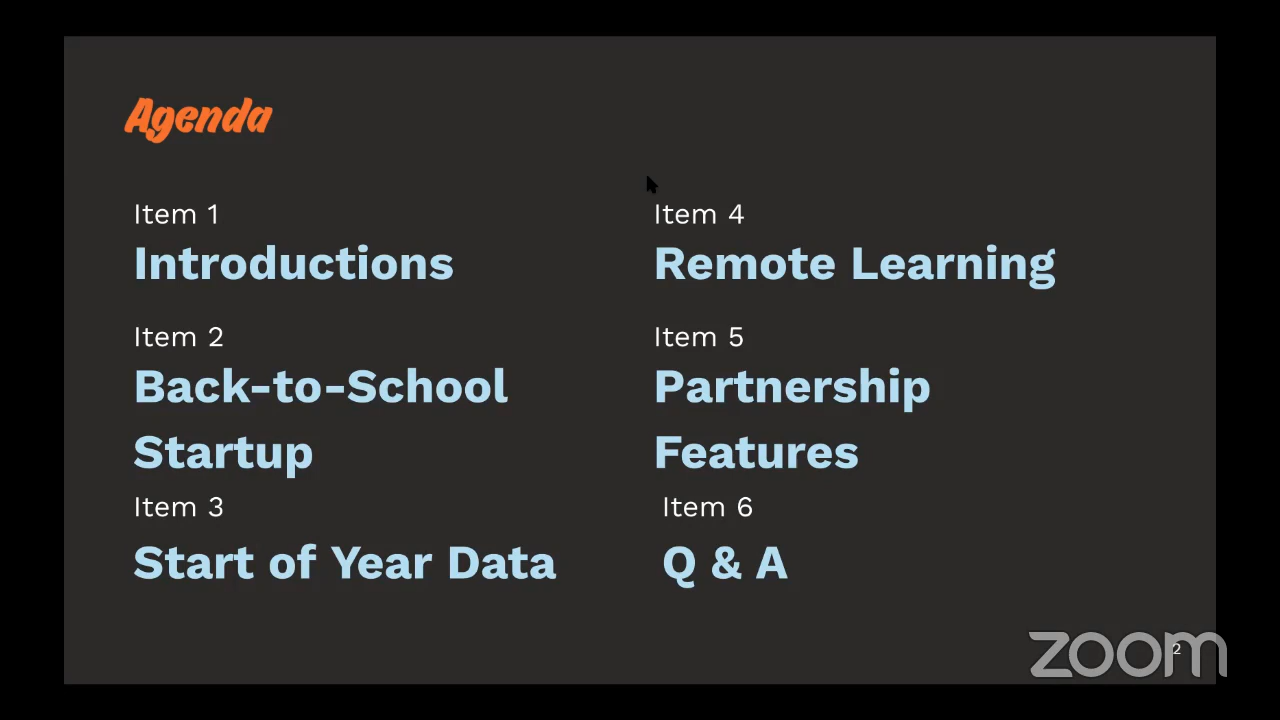 Agenda
Item 1
Introductions
Item 2
Back-to-School
Startup
Item 3
Start of Year Data
Item 4
Remote Learning
Item 5
Partnership
Features
Item 6
Q & A
zoom
2